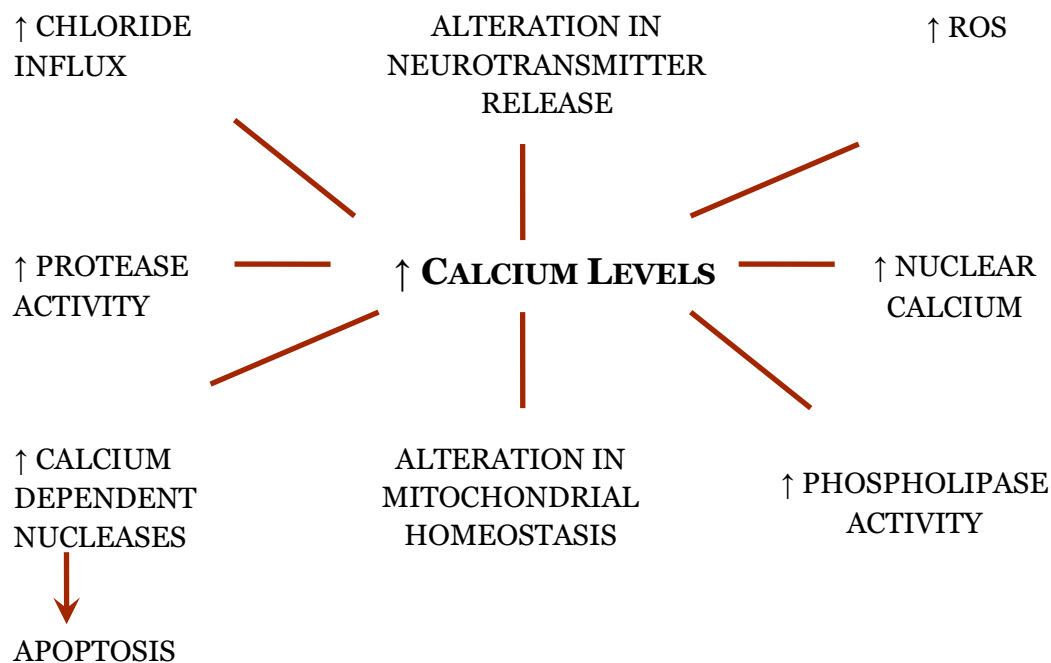 ↑ CHLORIDE
INFLUX
ALTERATION IN
NEUROTRANSMITTER
RELEASE
↑ ROS
↑ PROTEASE
ACTIVITY
↑ CALCIUM LEVELS
↑ NUCLEAR
CALCIUM
↑ CALCIUM
DEPENDENT
NUCLEASES
ALTERATION IN
MITOCHONDRIAL
HOMEOSTASIS
↑ PHOSPHOLIPASE
ACTIVITY
APOPTOSIS